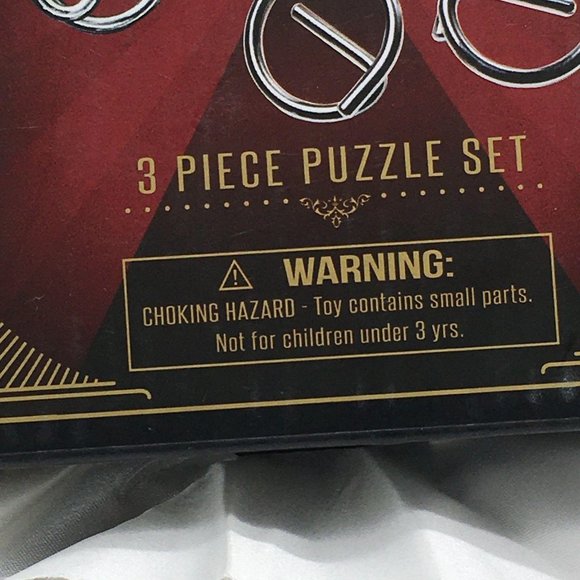 3 PIECE PUZZLE SET
WARNING:
CHOKING HAZARD - Toy contains small parts.
Not for children under 3 yrs.